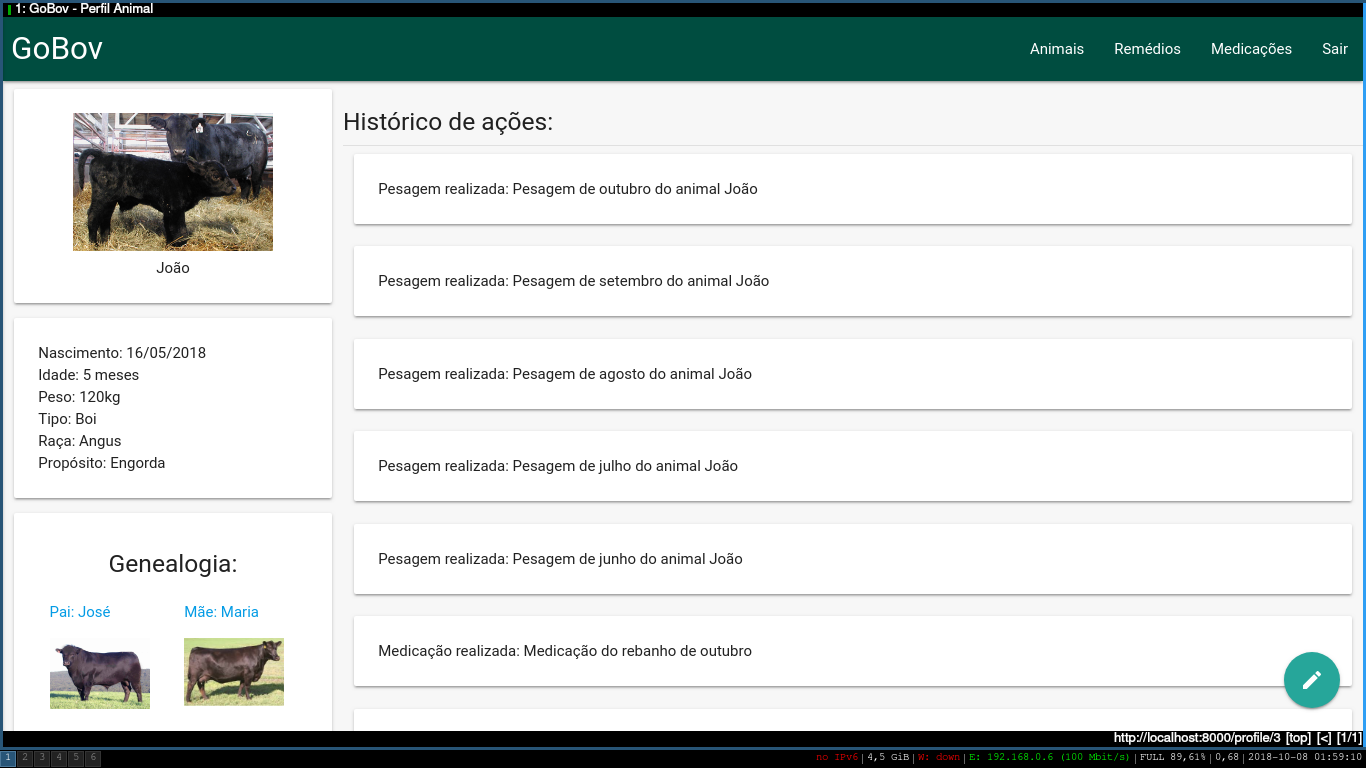 1: GoBov - Perfil Animal
GoBov
Animais Remédios Medicações Sair
João
Nascimento: 16/05/2018
Idade: 5 meses
Peso: 120kg
Tipo: Boi
Raça: Angus
Propósito: Engorda
Genealogia:
Pai: José Mãe: Maria
Histórico de ações:
Pesagem realizada: Pesagem de outubro do animal João
Pesagem realizada: Pesagem de setembro do animal João
Pesagem realizada: Pesagem de agosto do animal João
Pesagem realizada: Pesagem de julho do animal João
Pesagem realizada: Pesagem de junho do animal João
Medicação realizada: Medicação do rebanho de outubro
http://localhost:8000/profile/3 [top] [<] [1/1]
1 2 3 4 5 6 no IPv6|4,5 GiB|W: down|E: 192.168.0.6 (100 Mbit/s)|FULL 89,61%|0,68|2018-10-08 01:59:10